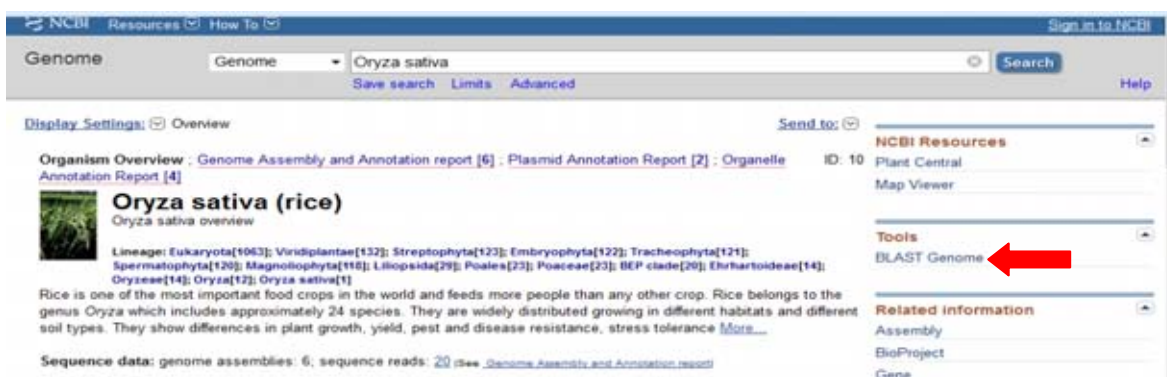 NCBI Resources How To Sign in to NCBI
Genome Genome Oryza sativa Search
Save search Limits Advanced Help
Display Settings: Overview Send to:
Organism Overview ; Genome Assembly and Annotation report [6] ; Plasmid Annotation Report [2] ; Organelle ID: 10
Annotation Report [4]
Oryza sativa (rice)
Oryza sativa overview
Lineage: Eukaryota[1063]; Viridiplantae[132]; Streptophyta[123]; Embryophyta[122]; Tracheophyta[121];
Spermatophyta[120]; Magnoliophyta[118]; Liliopsida[29]; Poales[23]; Poaceae[23]; BEP clade[20]; Ehrhartoideae[14];
Oryzeae[14]; Oryza[12]; Oryza sativa[1]
Rice is one of the most important food crops in the world and feeds more people than any other crop. Rice belongs to the
genus Oryza which includes approximately 24 species. They are widely distributed growing in different habitats and different
soil types. They show differences in plant growth, yield, pest and disease resistance, stress tolerance More...
Sequence data: genome assemblies: 6; sequence reads: 20 (See Genome Assembly and Annotation report)
NCBI Resources
Plant Central
Map Viewer
Tools
BLAST Genome
Related information
Assembly
BioProject
Gene